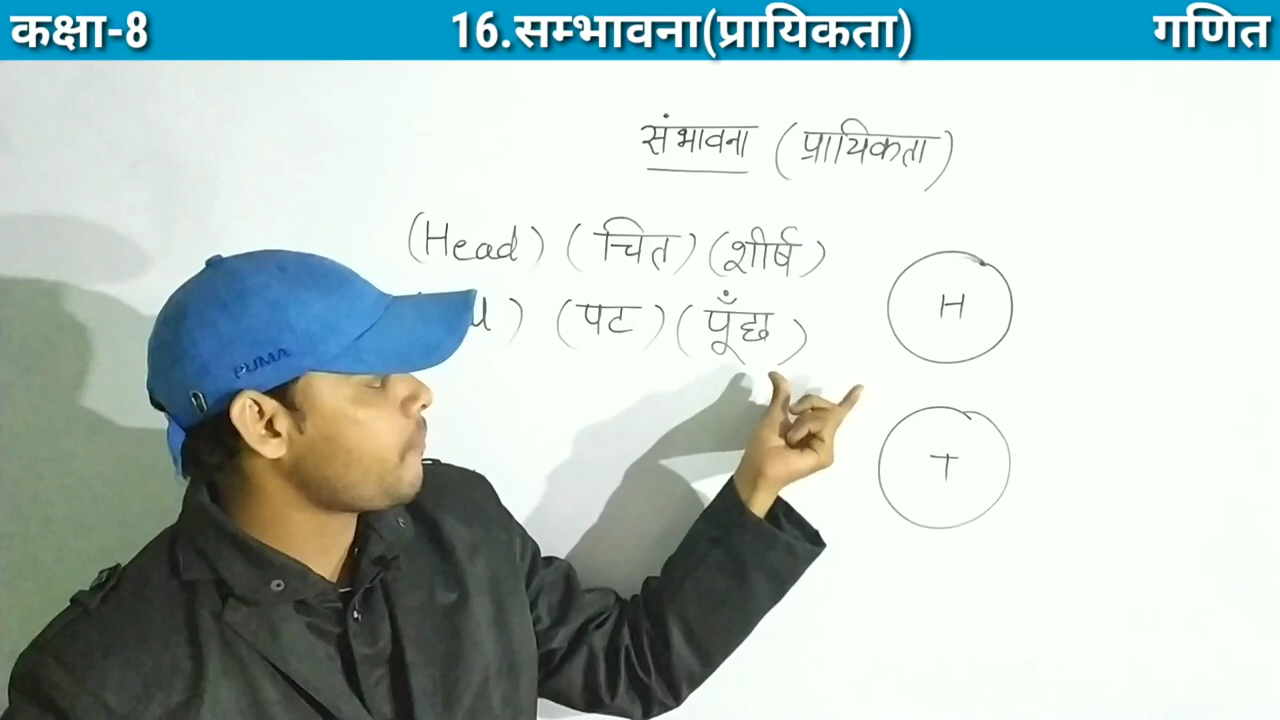 कक्षा-8 16.सम्भावना(प्रायिकता) गणित
संभावना (प्रायिकता)
(Head) (चित) (शीर्ष)
(पट) (पूँछ)
H
T
PUMA